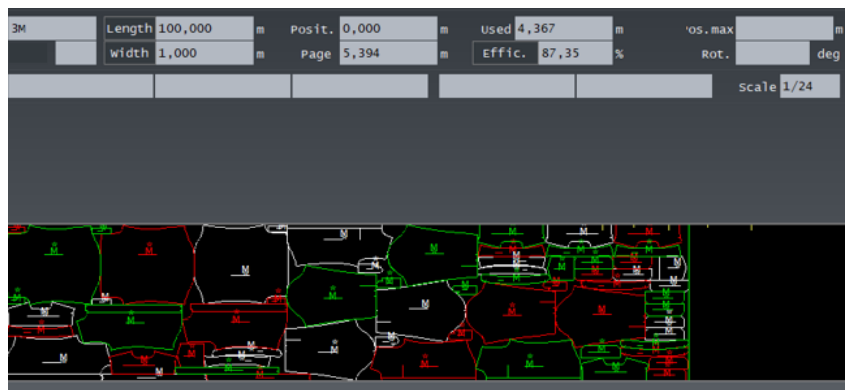 3M Length 100,000 m Posit. 0,000 m Used 4,367 m os.max m
Width 1,000 m Page 5,394 m Effic. 87,35 % Rot. deg
Scale 1/24
M M M M M
M M M M
M M
M M M
M M
M M M M
M M M M
M M M
M M M M
M M